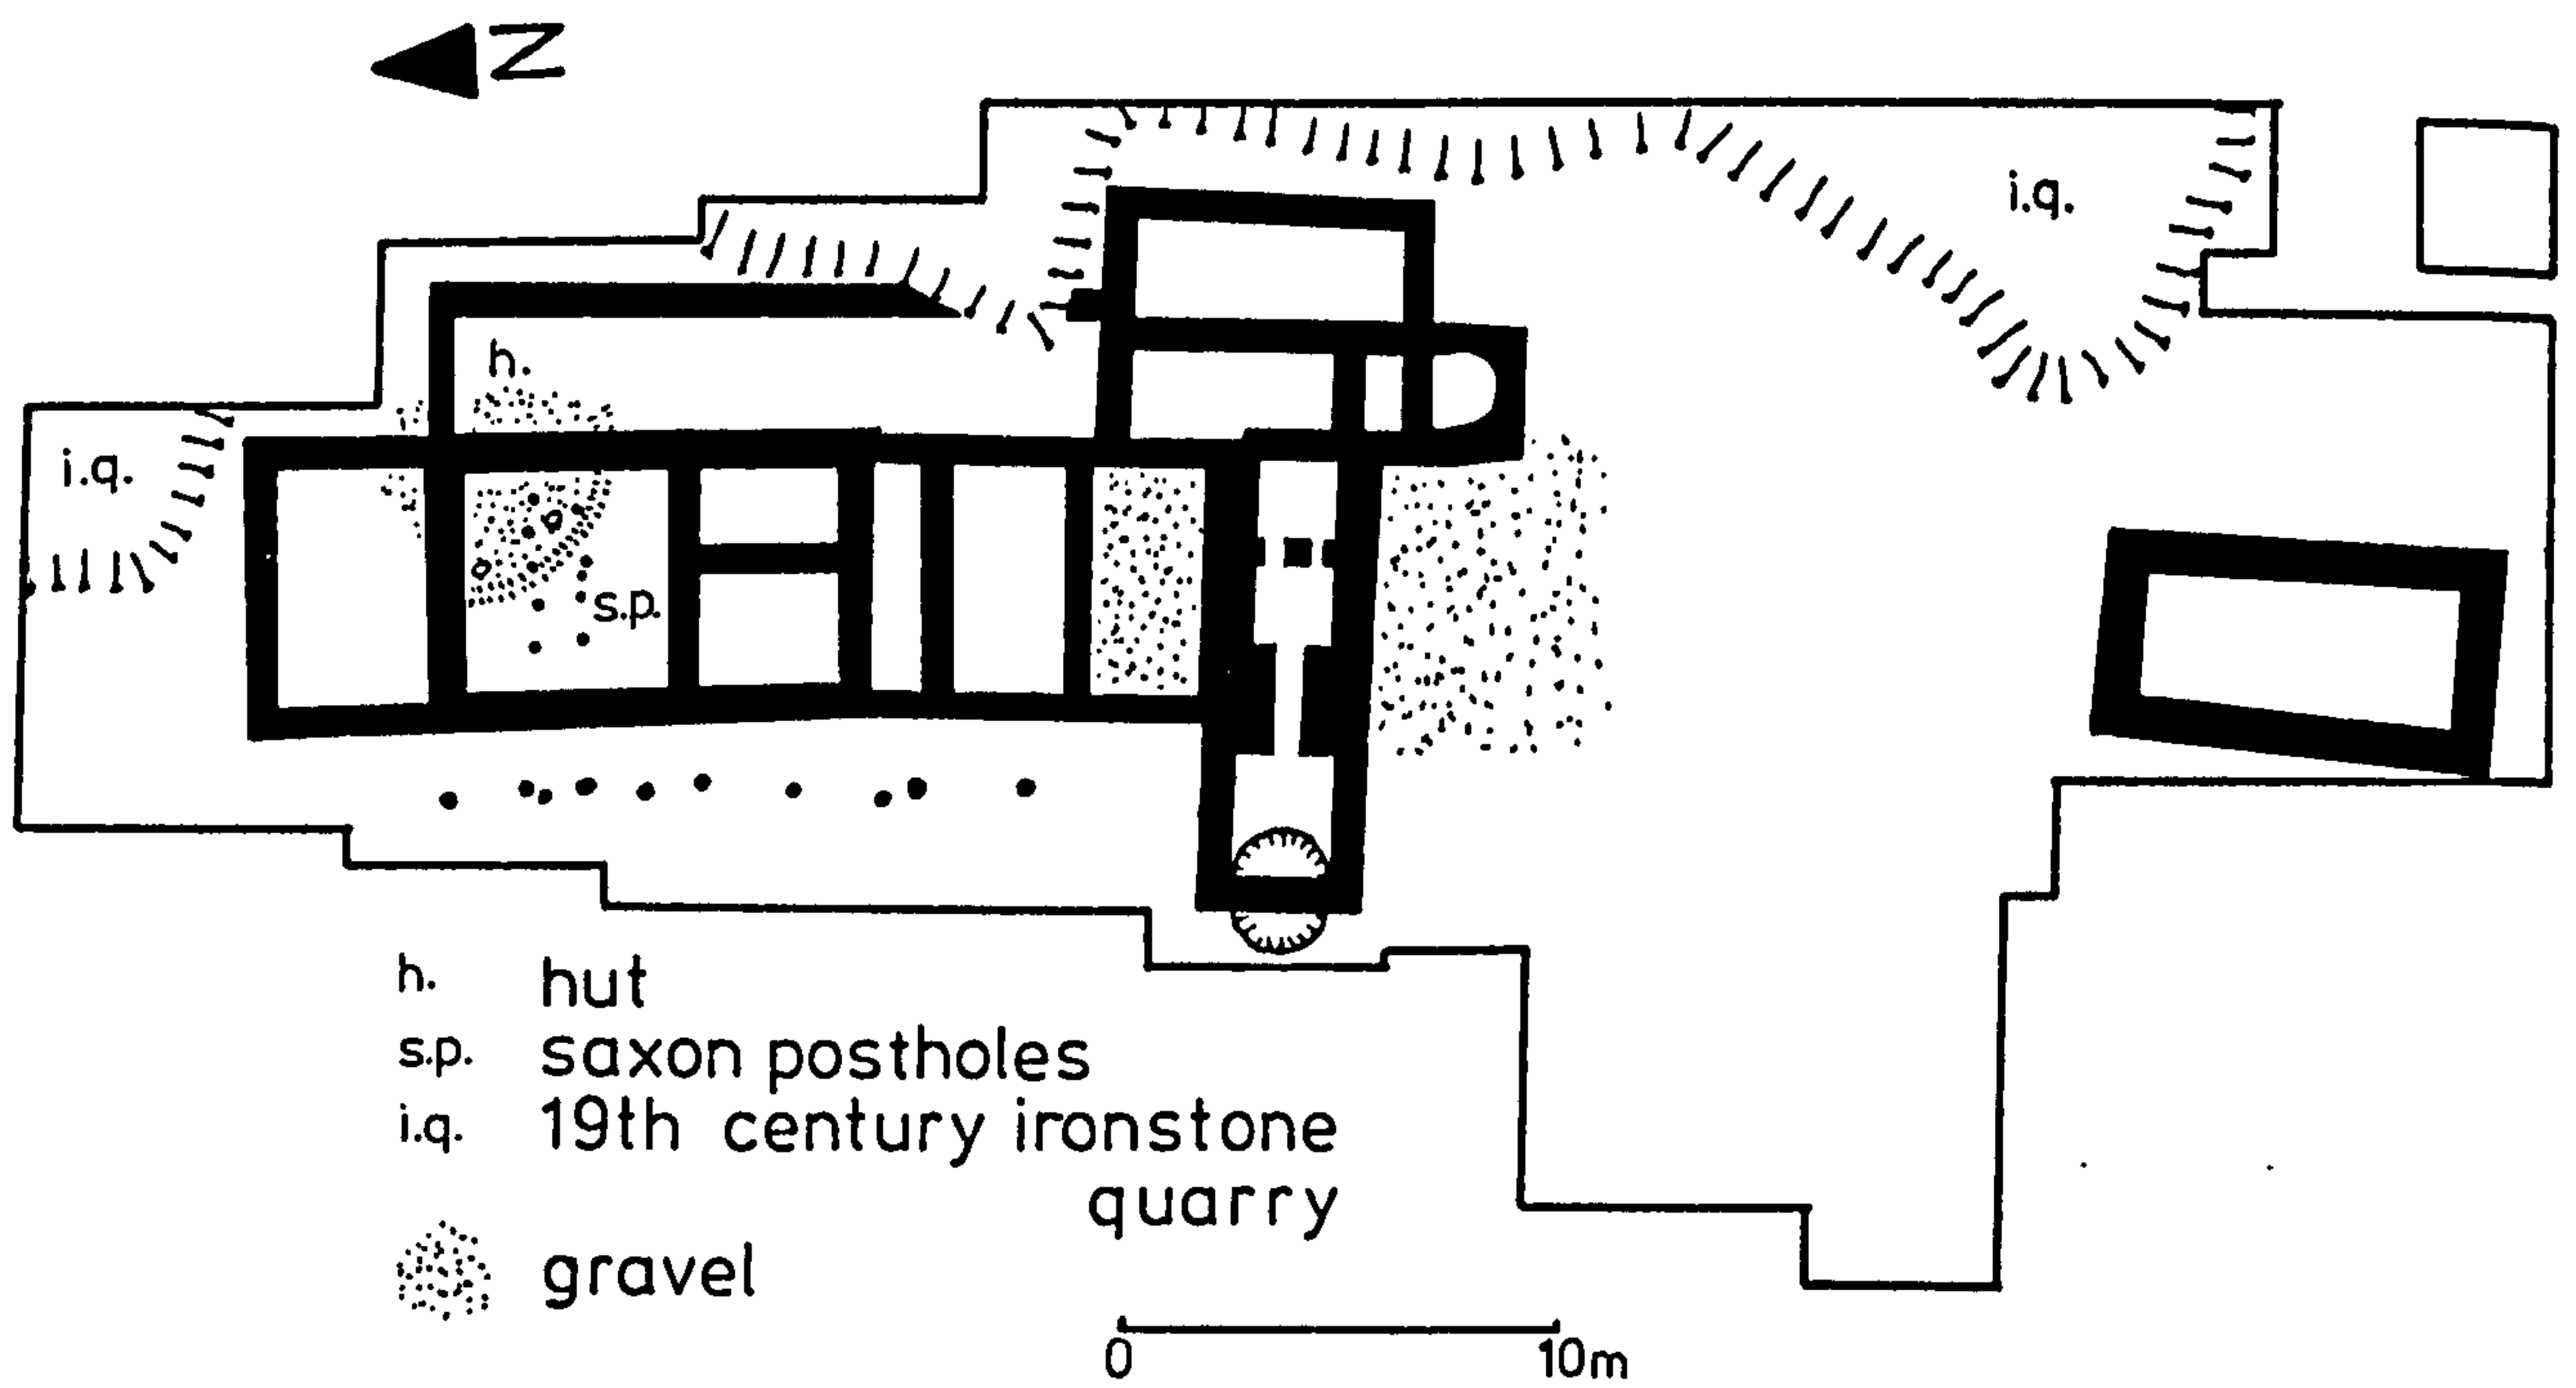 N
i.q.
h.
i.q.
s.p.
h. hut
s.p. saxon postholes
i.q. 19th century ironstone
quarry
gravel
0 10m